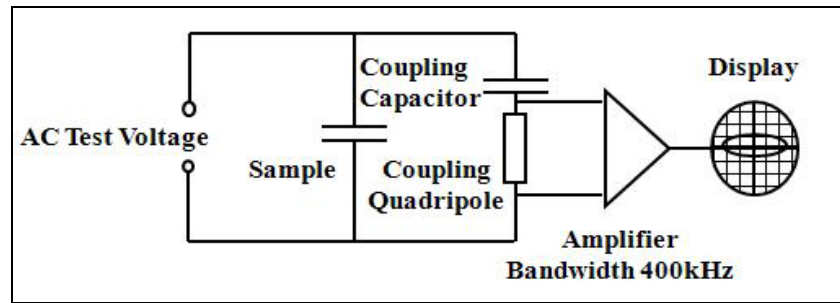 Coupling
Capacitor
Display
AC Test Voltage
Sample
Coupling
Quadripole
Amplifier
Bandwidth 400kHz